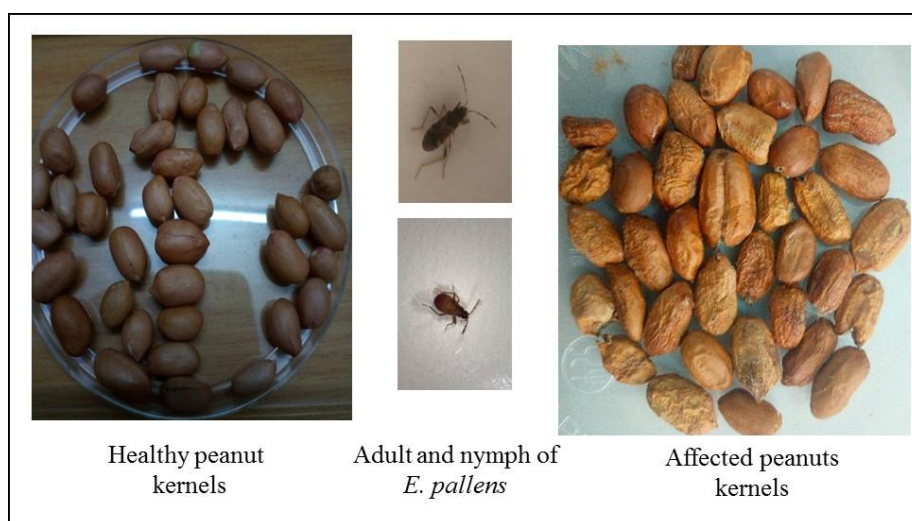 Healthy peanut
kernels
Adult and nymph of
E. pallens
Affected peanuts
kernels